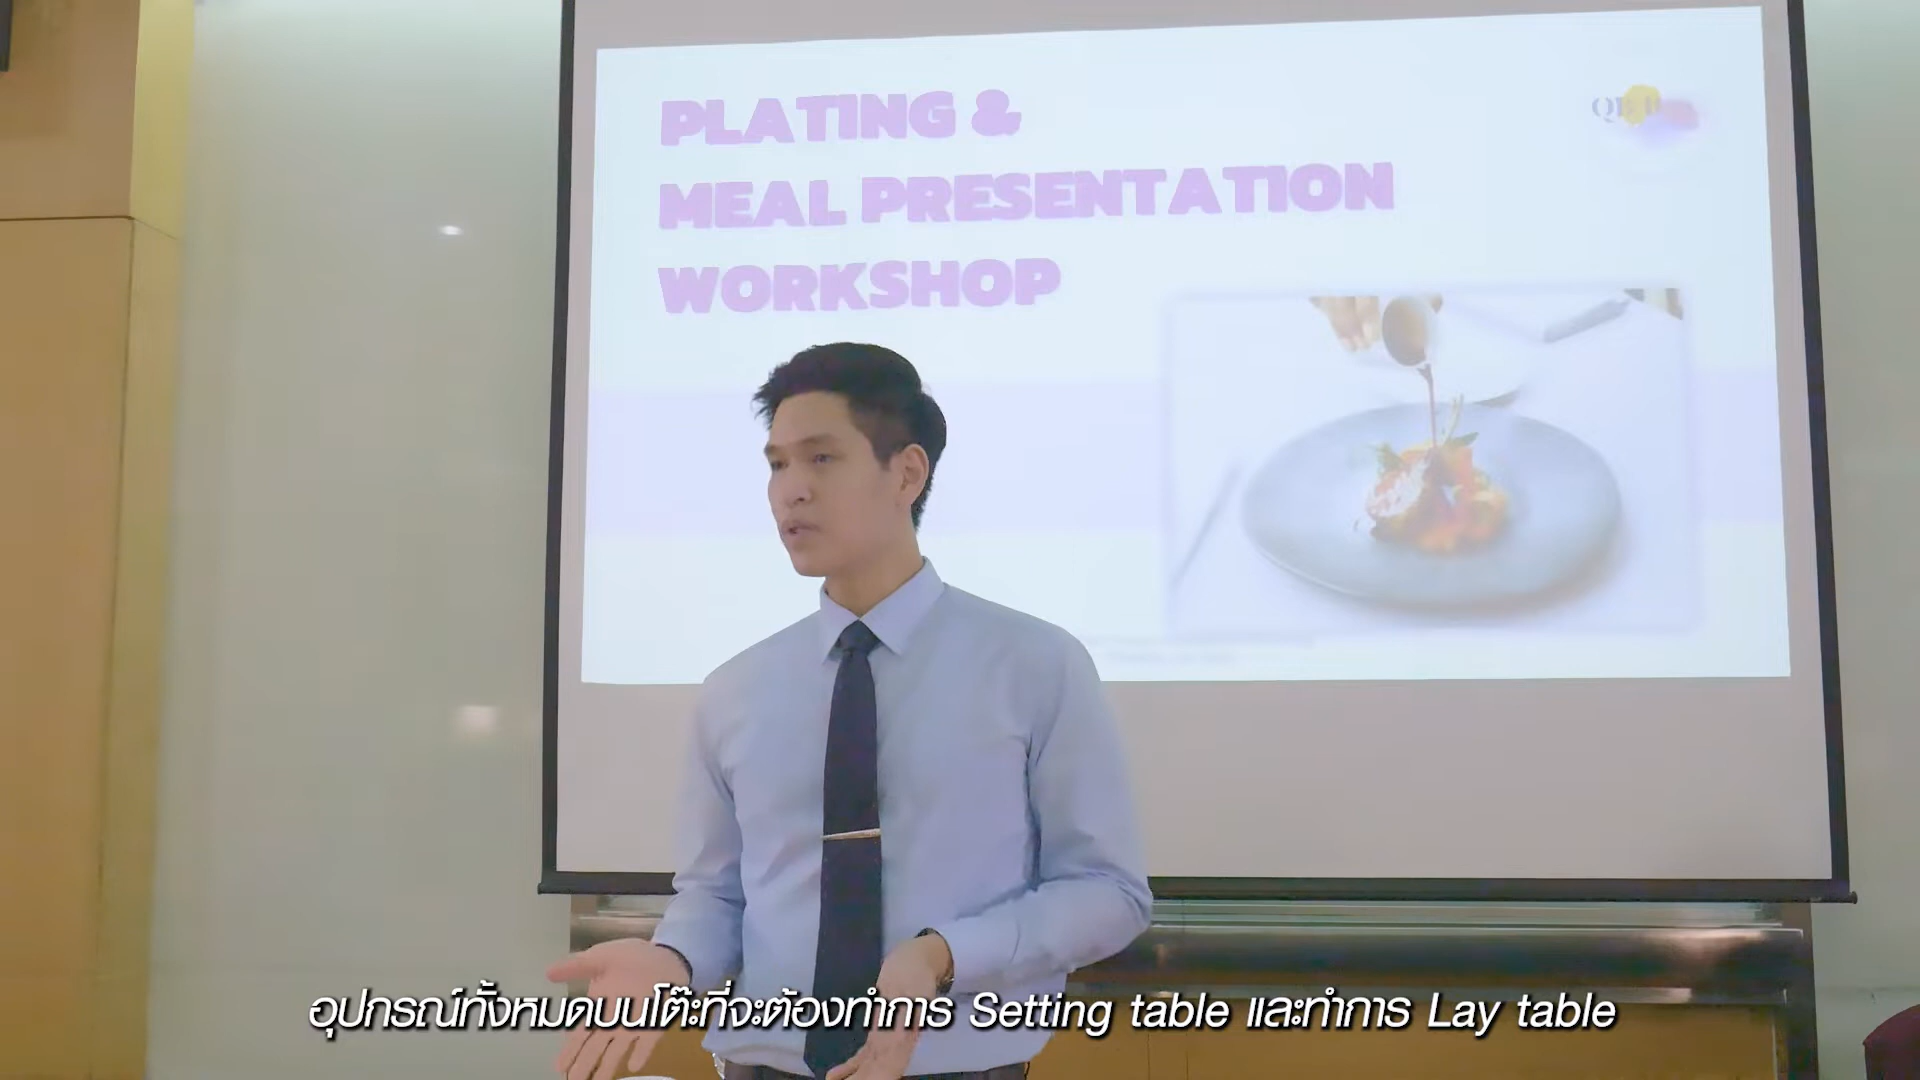 PLATING &
MEAL PRESENTATION
WORKSHOP
อุปกรณ์ทั้งหมดบนโต๊ะที่จะต้องทำการ Setting table และทำการ Lay table